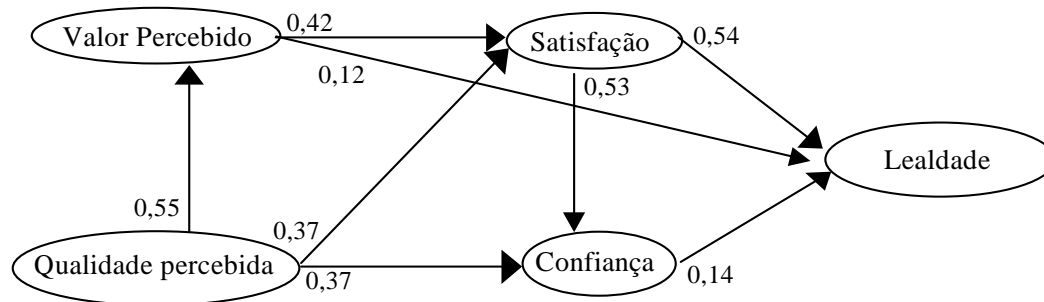 Valor Percebido
0,42
Satisfação
0,54
0,12
0,53
Lealdade
0,55
0,37
Qualidade percebida
0,37
Confiança
0,14